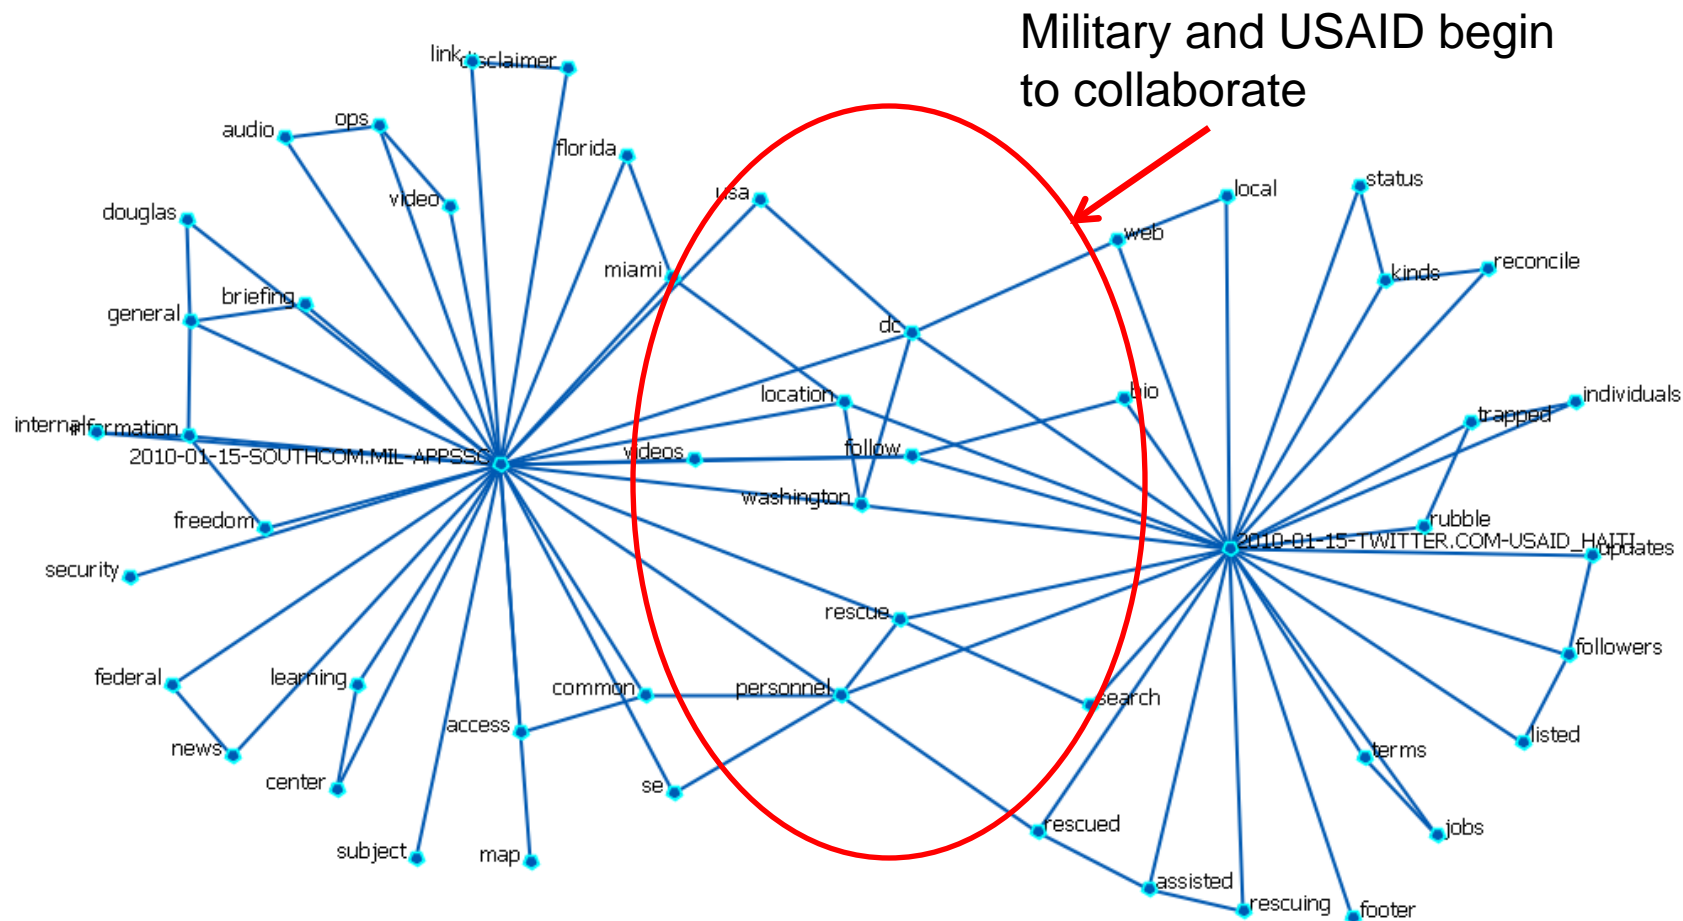 Military and USAID begin
to collaborate
link
disclaimer
ops
audio
florida
status
local
usa
video
douglas
web
reconcile
miami
kinds
briefing
general
dc
bio
location
individuals
trapped
internal
information
follow
videos
2010-01-15-SOUTHCOM.MIL-APPSSC
washington
freedom
rubble
2010-01-15-TWITTER.COM-USAID_HAITI
updates
security
rescue
followers
federal
learning
common
personnel
search
access
listed
news
terms
center
se
rescued
jobs
subject
map
assisted
rescuing
footer